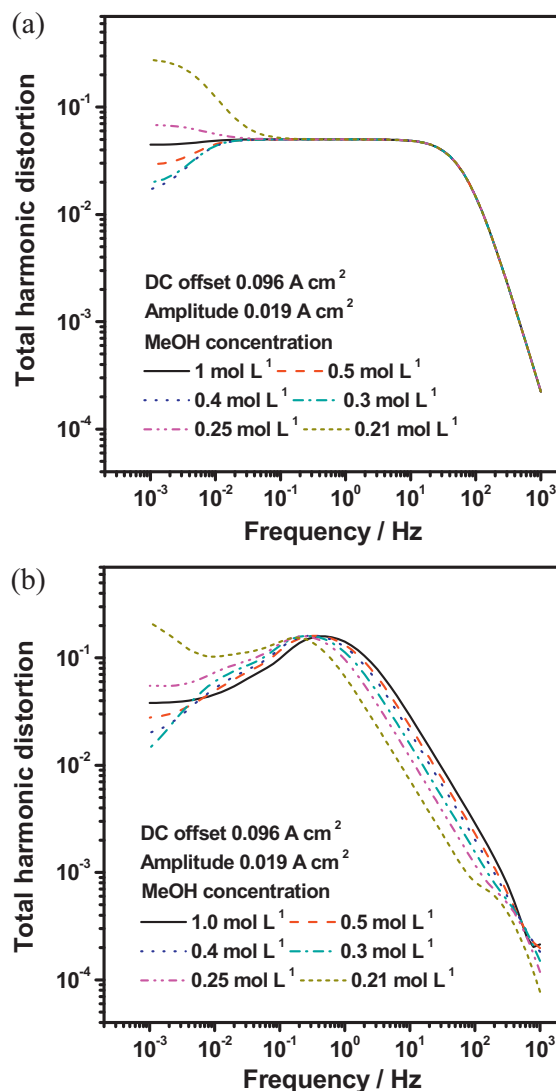 (a)
Total harmonic distortion
10⁻¹
10⁻²
10⁻³
10⁻⁴
DC offset 0.096 A cm²
Amplitude 0.019 A cm²
MeOH concentration
1 mol L¹ 0.5 mol L¹
0.4 mol L¹ 0.3 mol L¹
0.25 mol L¹ 0.21 mol L¹
10⁻³ 10⁻² 10⁻¹ 10⁰ 10¹ 10² 10³
Frequency / Hz
(b)
Total harmonic distortion
10⁻¹
10⁻²
10⁻³
10⁻⁴
DC offset 0.096 A cm²
Amplitude 0.019 A cm²
MeOH concentration
1.0 mol L¹ 0.5 mol L¹
0.4 mol L¹ 0.3 mol L¹
0.25 mol L¹ 0.21 mol L¹
10⁻³ 10⁻² 10⁻¹ 10⁰ 10¹ 10² 10³
Frequency / Hz